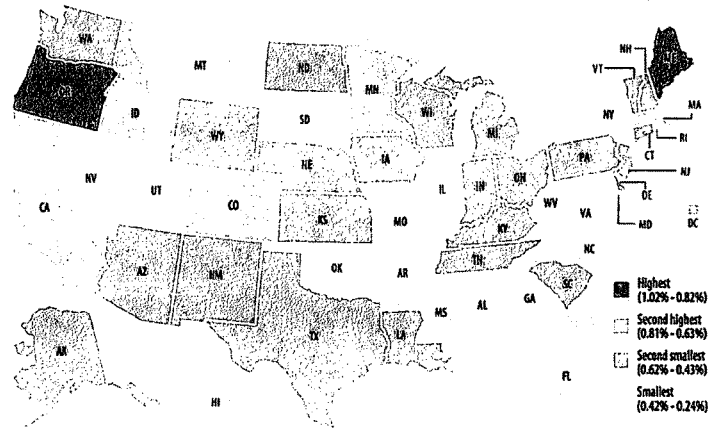 WA
MT
ND
MN
OR
ID
WY
SD
WI
MI
NH
VT
ME
NY
MA
RI
CT
NJ
DE
MD
DC
NV
UT
CO
NE
IA
IL
IN
OH
PA
WV
VA
CA
KS
MO
KY
NC
TN
AZ
NM
OK
AR
SC
MS
AL
GA
TX
LA
AK
HI
FL
Highest
(1.02% - 0.82%)
Second highest
(0.81% - 0.63%)
Second smallest
(0.62% - 0.43%)
Smallest
(0.42% - 0.24%)